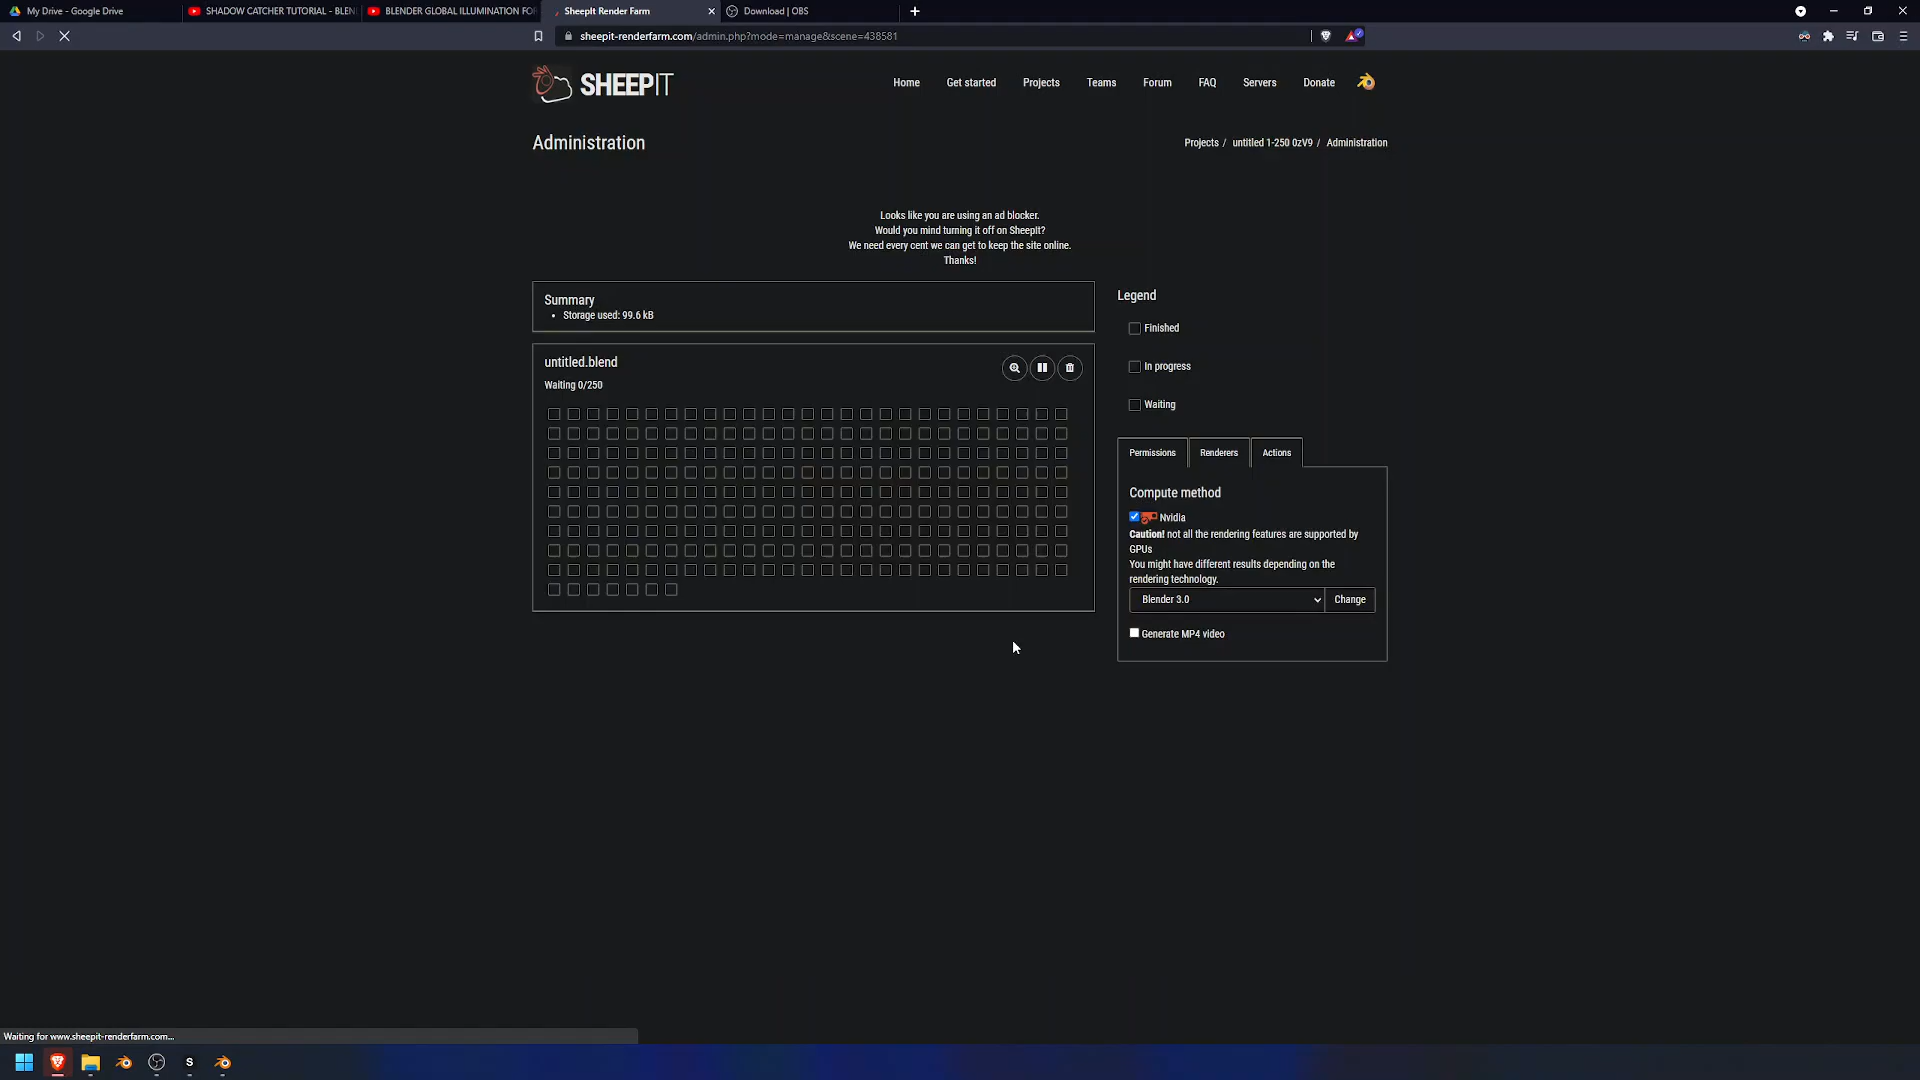 My Drive - Google Drive
SHADOW CATCHER TUTORIAL - BLEN
BLENDER GLOBAL ILLUMINATION FO
SheepIt Render Farm
Download | OBS
sheepit-renderfarm.com/admin.php?mode=manage&scene=438581
SHEEPIT
Home
Get started
Projects
Teams
Forum
FAQ
Servers
Donate
Administration
Projects / untitled 1-250 0zV9 / Administration
Looks like you are using an ad blocker.
Would you mind turning it off on SheepIt?
We need every cent we can get to keep the site online.
Thanks!
Summary
• Storage used: 99.6 kB
untitled.blend
Waiting 0/250
Legend
Finished
In progress
Waiting
Permissions
Renderers
Actions
Compute method
Nvidia
Caution! not all the rendering features are supported by
GPUs
You might have different results depending on the
rendering technology.
Blender 3.0
Change
Generate MP4 video
Waiting for www.sheepit-renderfarm.com...
S